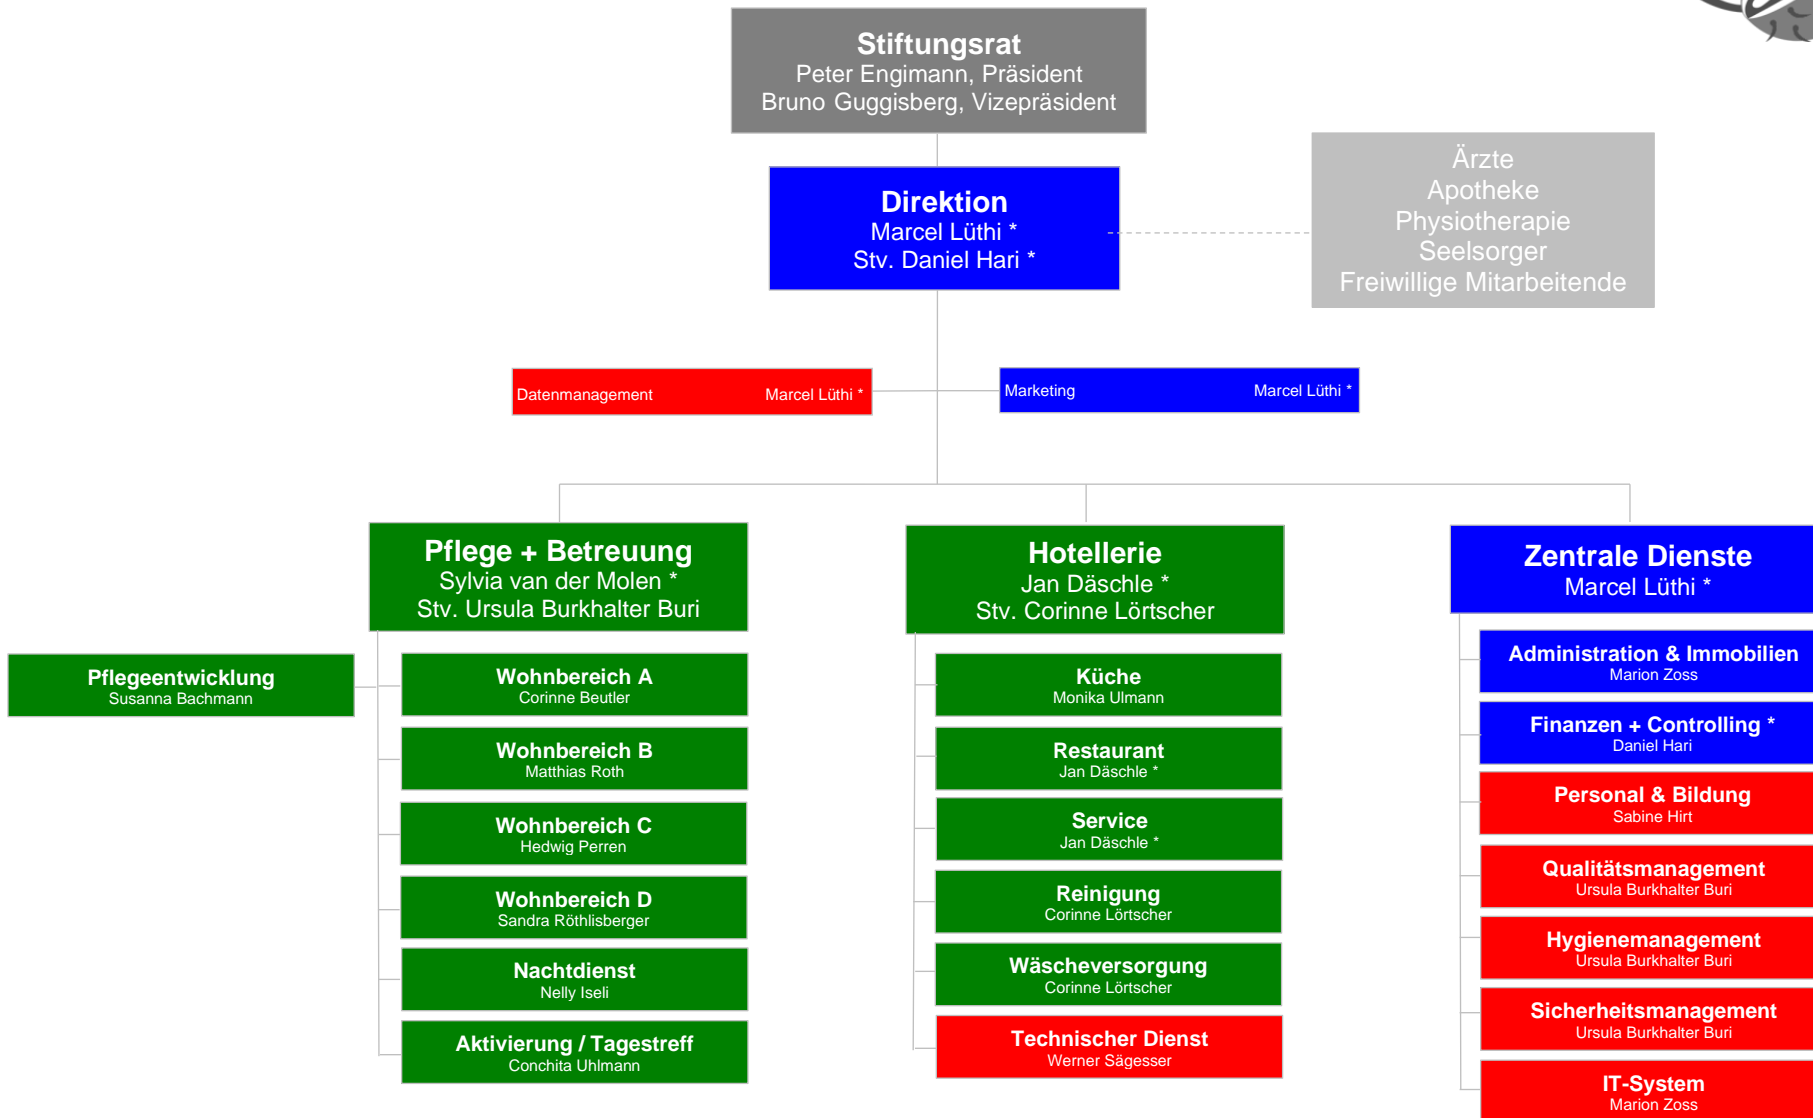 Stiftungsrat
Peter Engimann, Präsident
Bruno Guggisberg, Vizepräsident
Direktion
Marcel Lüthi *
Stv. Daniel Hari *
Ärzte
Apotheke
Physiotherapie
Seelsorger
Freiwillige Mitarbeitende
Datenmanagement Marcel Lüthi *
Marketing Marcel Lüthi *
Pflege + Betreuung
Sylvia van der Molen *
Stv. Ursula Burkhalter Buri
Pflegeentwicklung
Susanna Bachmann
Wohnbereich A
Corinne Beutler
Wohnbereich B
Matthias Roth
Wohnbereich C
Hedwig Perren
Wohnbereich D
Sandra Röthlisberger
Nachtdienst
Nelly Iseli
Aktivierung / Tagestreff
Conchita Uhlmann
Hotellerie
Jan Däschle *
Stv. Corinne Lörtscher
Küche
Monika Ulmann
Restaurant
Jan Däschle *
Service
Jan Däschle *
Reinigung
Corinne Lörtscher
Wäscheversorgung
Corinne Lörtscher
Technischer Dienst
Werner Sägesser
Zentrale Dienste
Marcel Lüthi *
Administration & Immobilien
Marion Zoss
Finanzen + Controlling *
Daniel Hari
Personal & Bildung
Sabine Hirt
Qualitätsmanagement
Ursula Burkhalter Buri
Hygienemanagement
Ursula Burkhalter Buri
Sicherheitsmanagement
Ursula Burkhalter Buri
IT-System
Marion Zoss